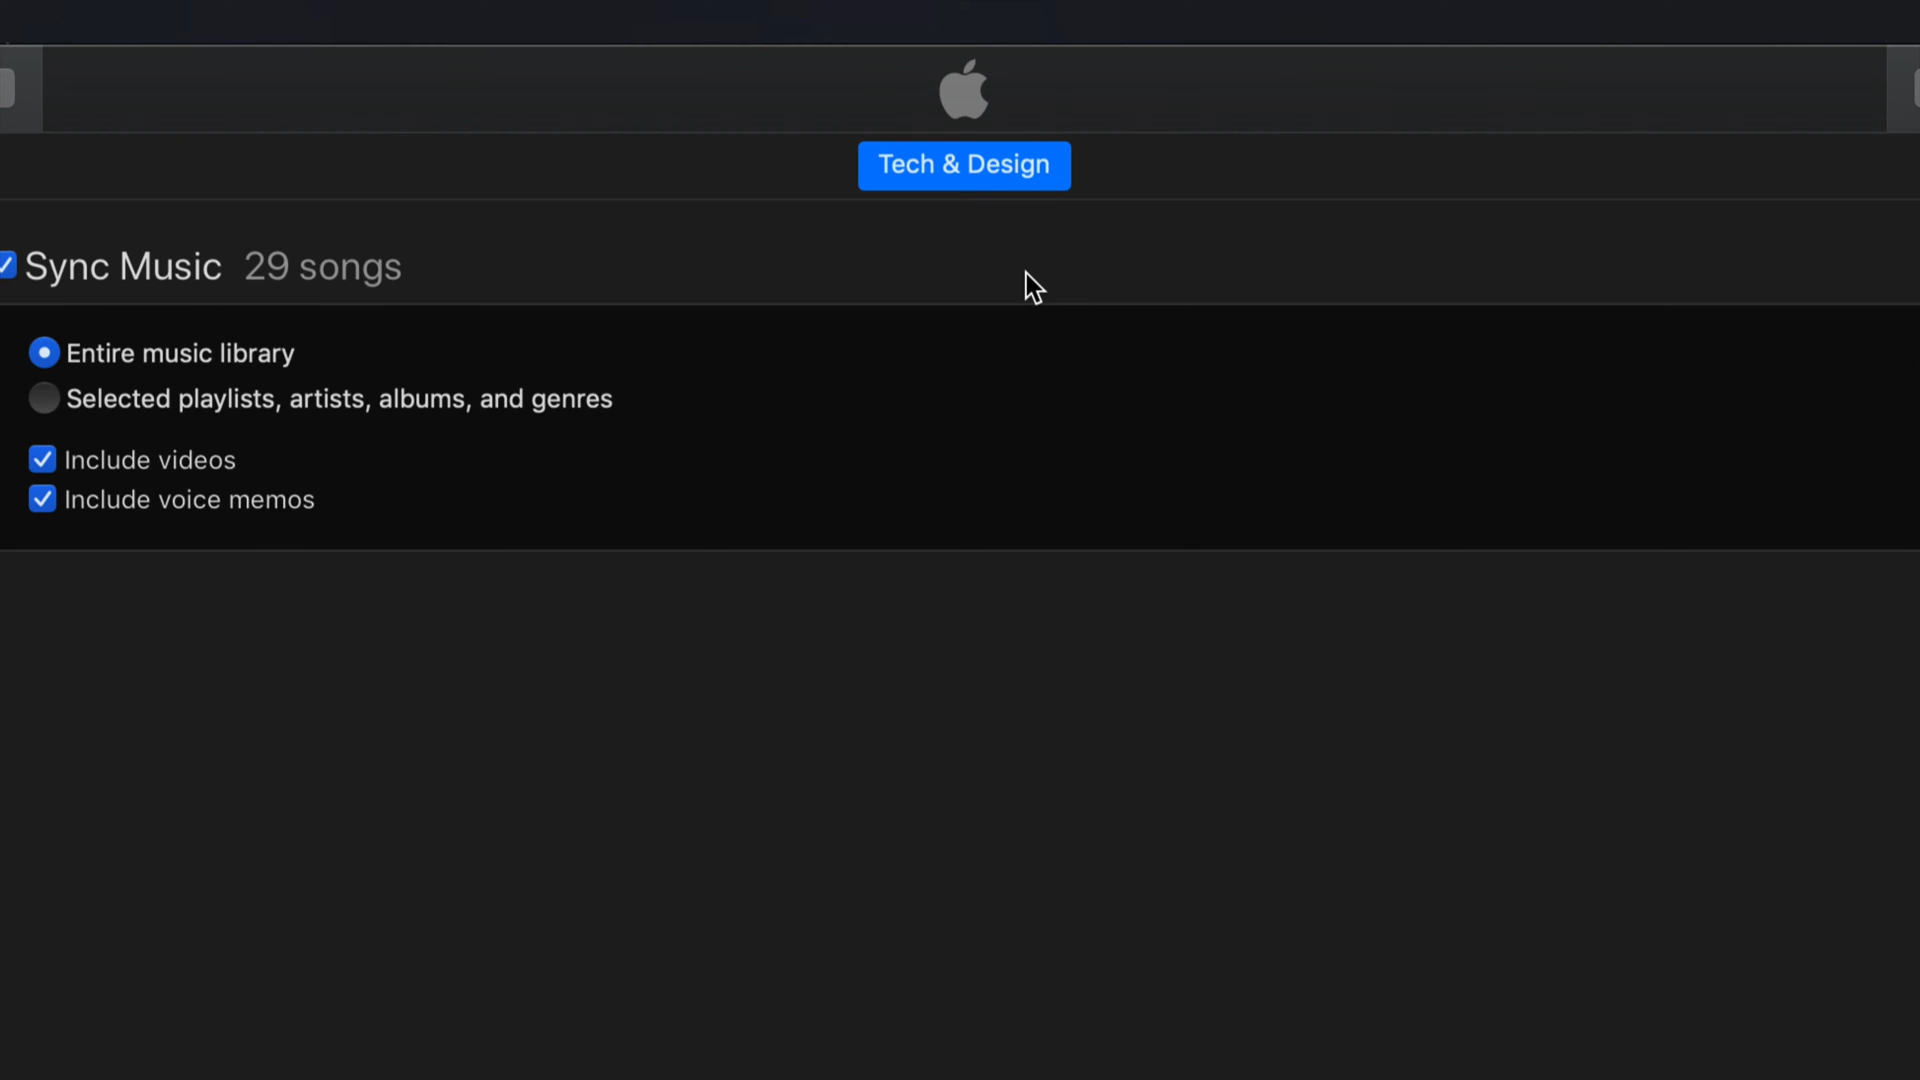 Tech & Design
Sync Music 29 songs
Entire music library
Selected playlists, artists, albums, and genres
Include videos
Include voice memos